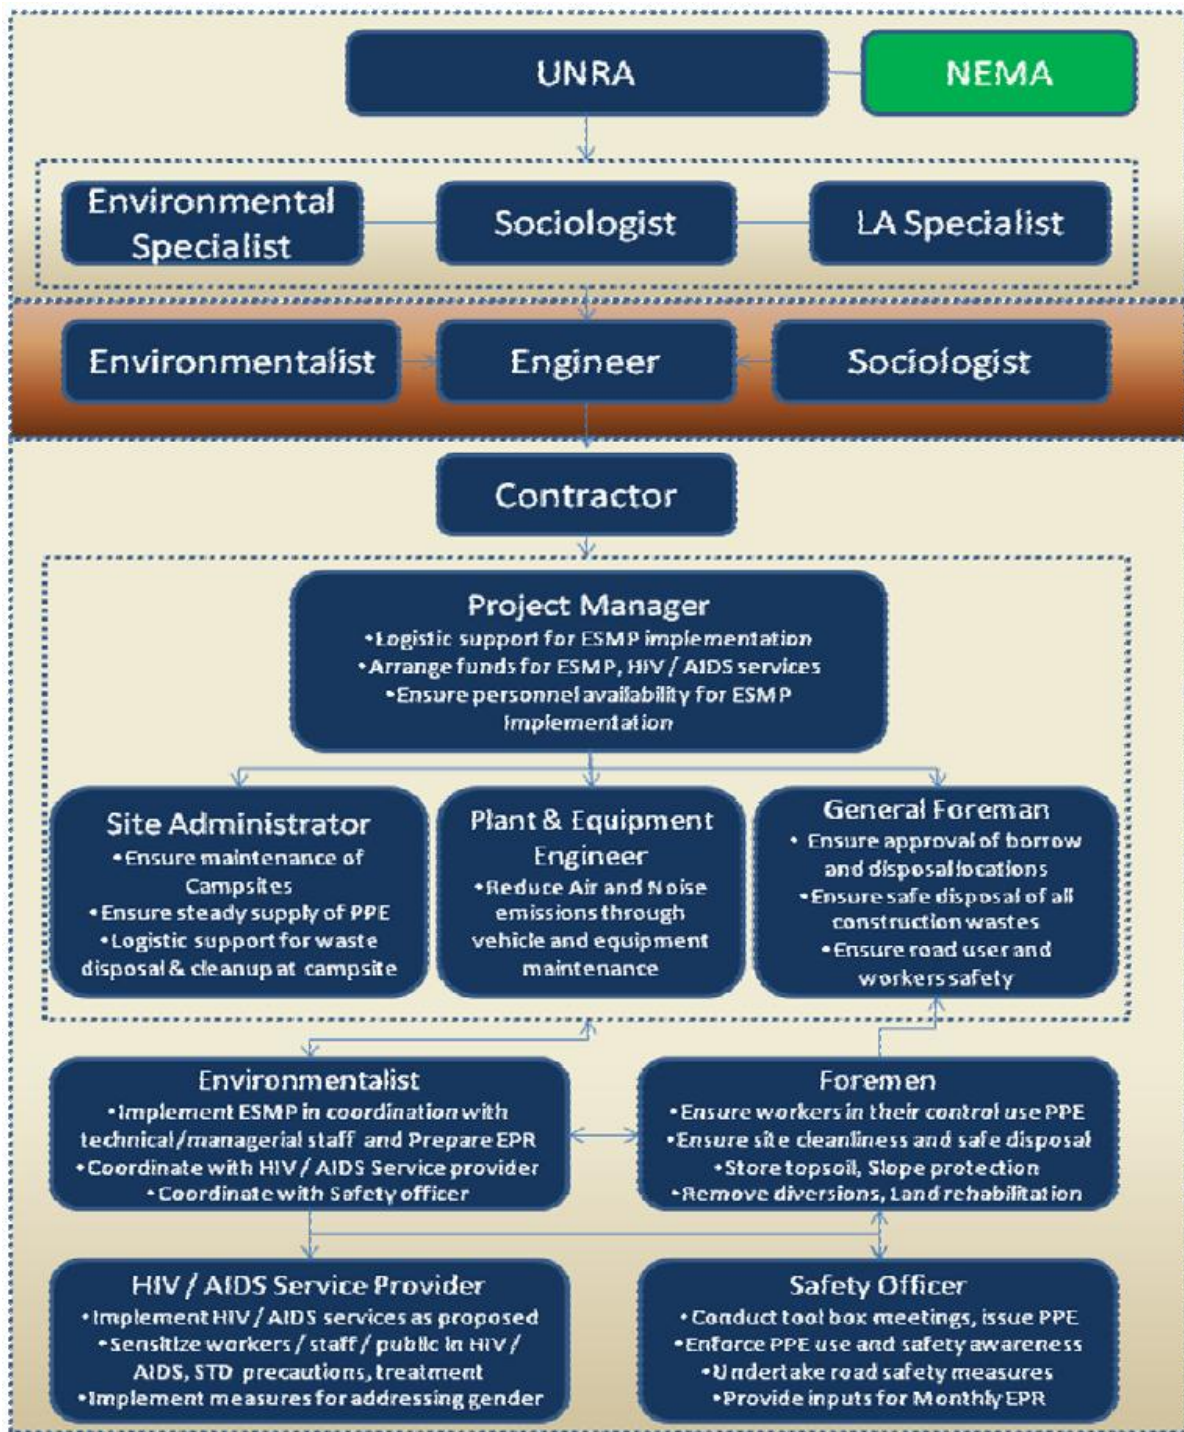 UNRA
NEMA
Environmental
Specialist
Sociologist
LA Specialist
Environmentalist
Engineer
Sociologist
Contractor
Project Manager
•Logistic support for ESMP implementation
•Arrange funds for ESMP, HIV / AIDS services
•Ensure personnel availability for ESMP
Implementation
Site Administrator
•Ensure maintenance of
Campsites
•Ensure steady supply of PPE
•Logistic support for waste
disposal & cleanup at campsite
Plant & Equipment
Engineer
•Reduce Air and Noise
emissions through
vehicle and equipment
maintenance
General Foreman
• Ensure approval of borrow
and disposal locations
•Ensure safe disposal of all
construction wastes
•Ensure road user and
workers safety
Environmentalist
•Implement ESMP in coordination with
technical/managerial staff and Prepare EPR
•Coordinate with HIV / AIDS Service provider
•Coordinate with Safety officer
Foremen
•Ensure workers in their control use PPE
•Ensure site cleanliness and safe disposal
•Store topsoil, Slope protection
•Remove diversions, Land rehabilitation
HIV / AIDS Service Provider
•Implement HIV / AIDS services as proposed
•Sensitize workers / staff / public in HIV /
AIDS, STD precautions, treatment
•Implement measures for addressing gender
Safety Officer
•Conduct tool box meetings, issue PPE
•Enforce PPE use and safety awareness
•Undertake road safety measures
•Provide inputs for Monthly EPR